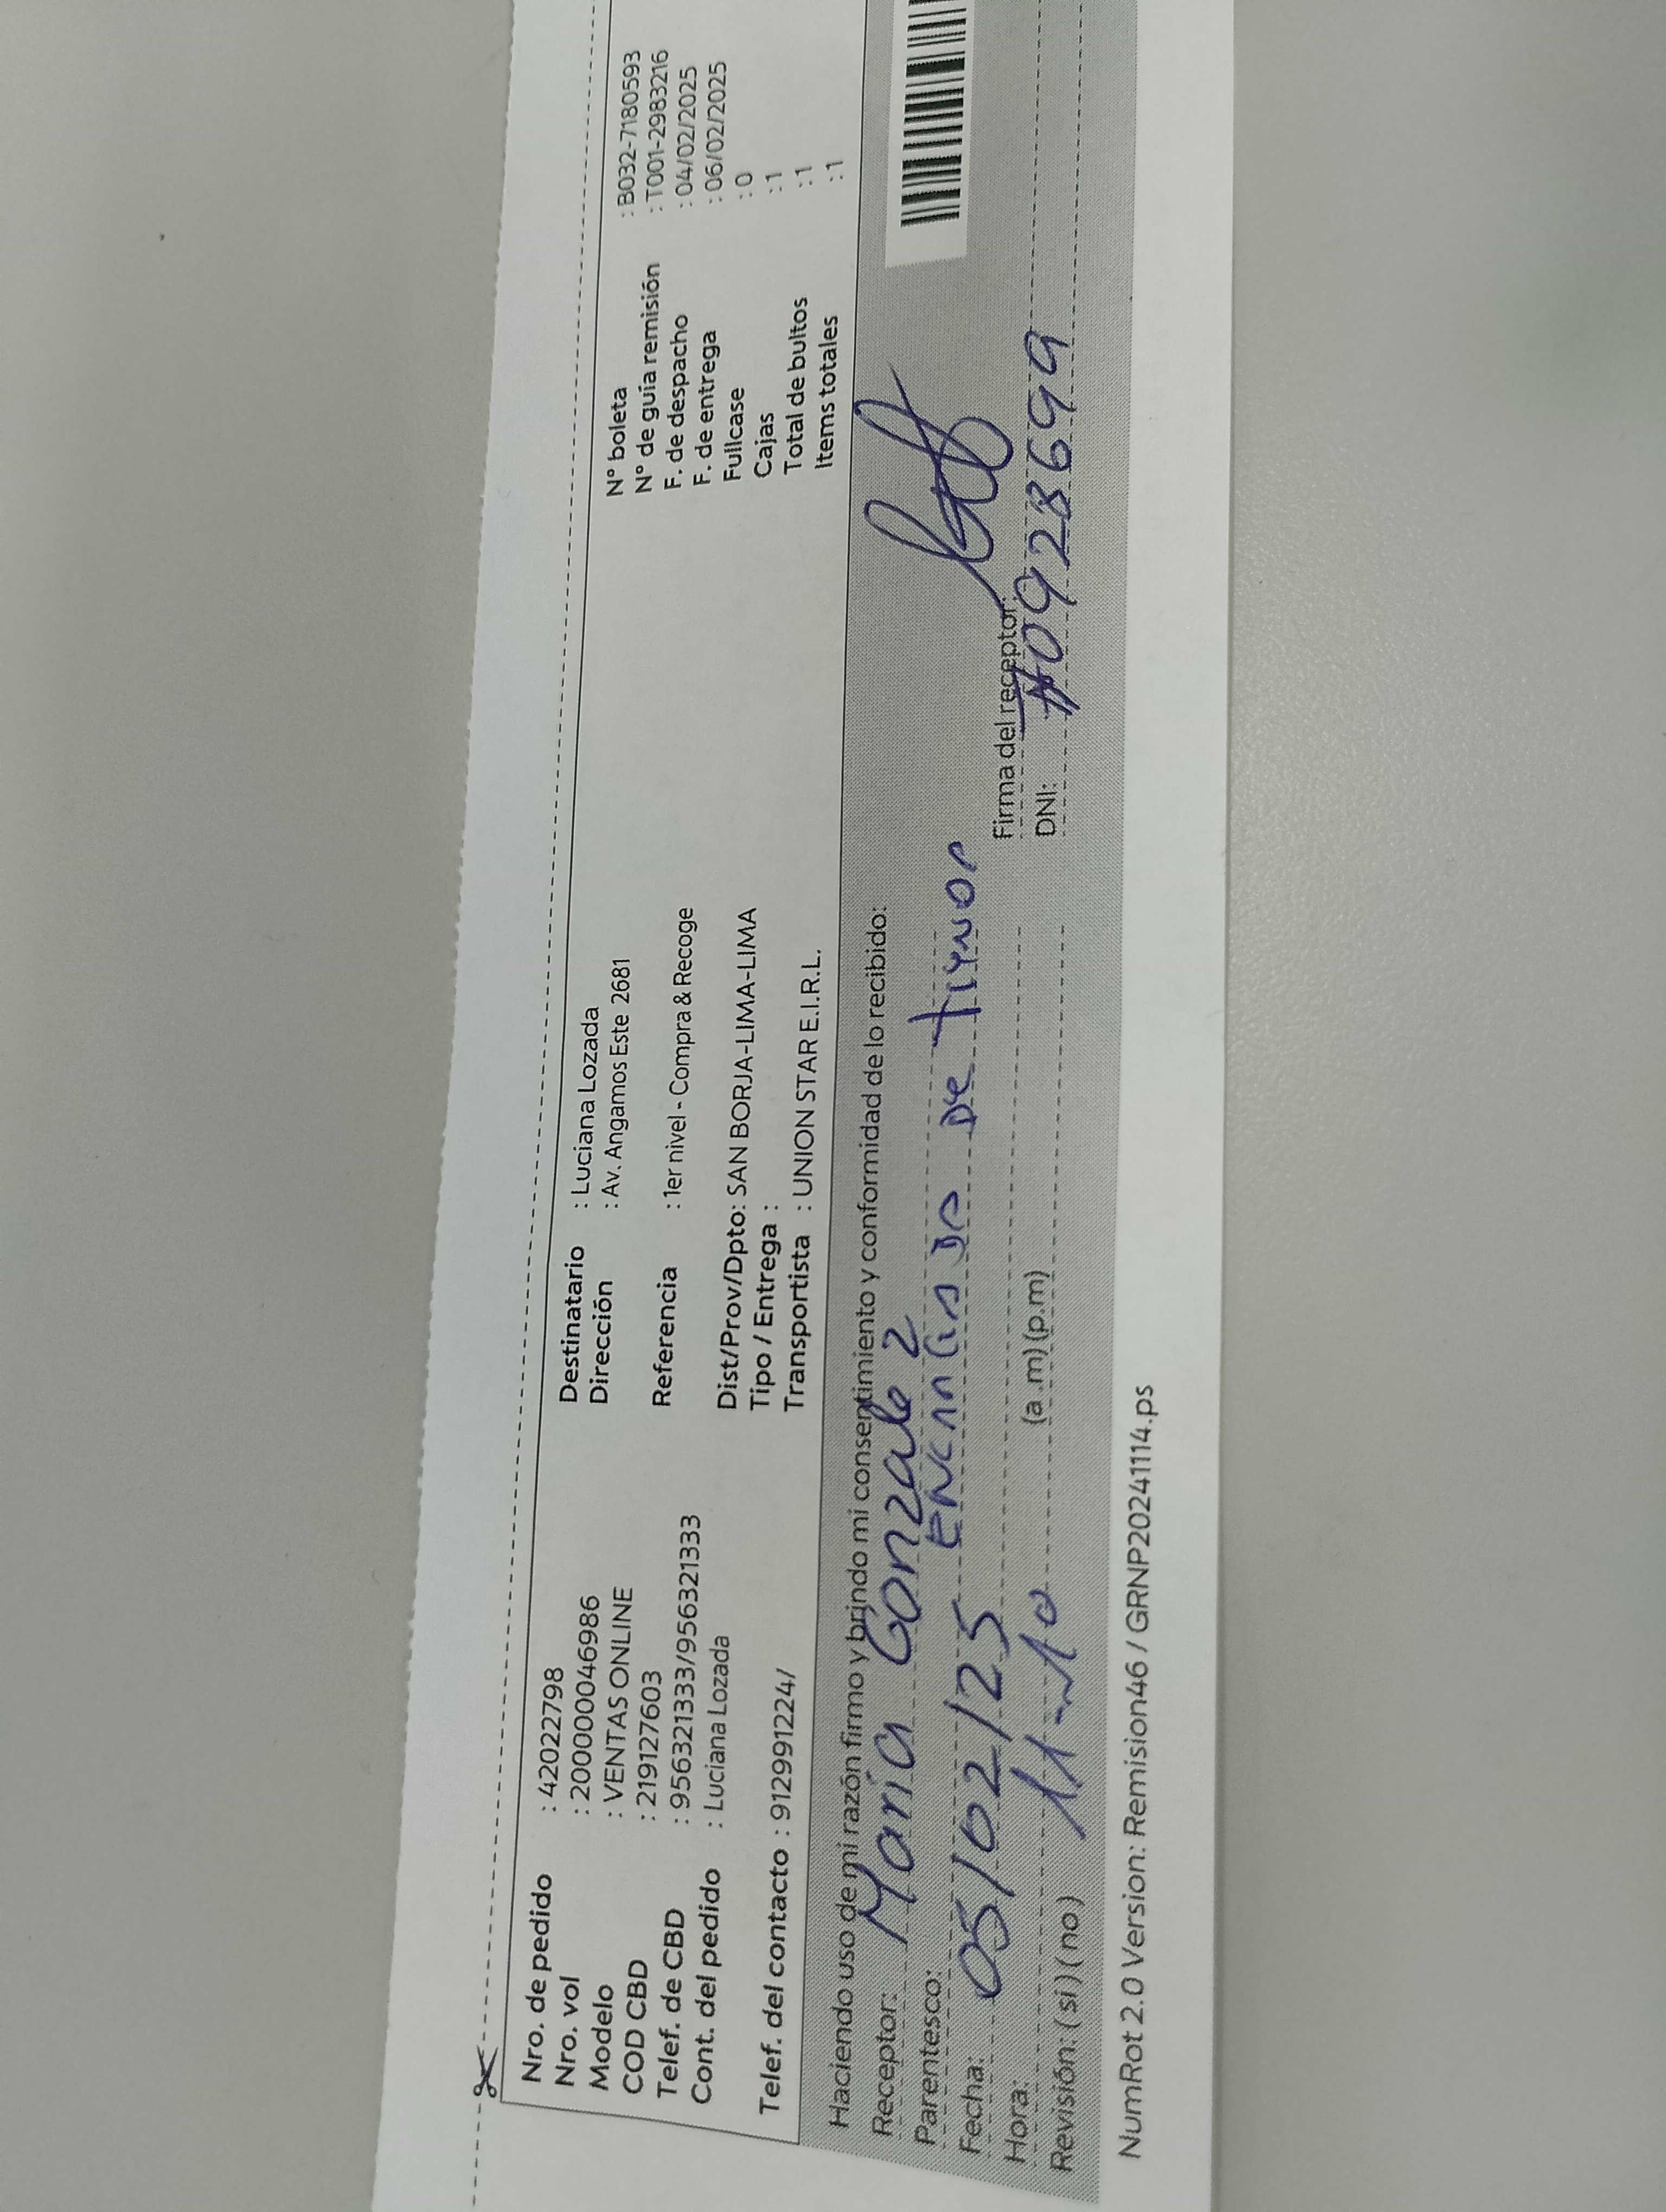 Nro. de pedido : 42022798
Nro. vol : 200000046986
Modelo : VENTAS ONLINE
COD CBD : 219127603
Telef. de CBD : 956321333/956321333
Cont. del pedido : Luciana Lozada
Telef. del contacto : 912991224/
Destinatario : Luciana Lozada
Dirección : Av. Angamos Este 2681
Referencia : 1er nivel - Compra & Recoge
Dist/Prov/Dpto: SAN BORJA-LIMA-LIMA
Tipo / Entrega :
Transportista : UNION STAR E.I.R.L.
N° boleta : B032-7180593
N° de guía remisión : T001-2983216
F. de despacho : 04/02/2025
F. de entrega : 06/02/2025
Fullcase : 0
Cajas : 1
Total de bultos : 1
Items totales : 1
Haciendo uso de mi razón firmo y brindo mi consentimiento y conformidad de lo recibido:
Receptor: Maria Gonzalez
Parentesco: de
Fecha: 05/02/25
Hora: 11 10 (a.m) (p.m)
Revisión: (si) (no)
Firma del receptor:
DNI: #09286999
NumRot 2.0 Version: Remision46 / GRNP20241114.ps